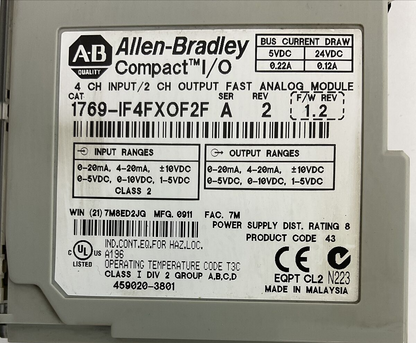 A-B
QUALITY
Allen-Bradley
Compact™ I/O
BUS CURRENT DRAW
5VDC 24VDC
0.22A 0.12A
4 CH INPUT/2 CH OUTPUT FAST ANALOG MODULE
CAT SER REV F/W REV
1769-IF4FXOF2F A 2 1.2
INPUT RANGES
0-20mA, 4-20mA, ±10VDC
0-5VDC, 0-10VDC, 1-5VDC
CLASS 2
OUTPUT RANGES
0-20mA, 4-20mA, ±10VDC
0-5VDC, 0-10VDC, 1-5VDC
WIN (21) 7M8ED2JG MFG. 0911 FAC. 7M
POWER SUPPLY DIST. RATING 8
PRODUCT CODE 43
C UL US
LISTED
IND.CONT.EQ.FOR HAZ.LOC.
A196
OPERATING TEMPERATURE CODE T3C
CLASS I DIV 2 GROUP A,B,C,D
459020-3801
CE
N223
EQPT CL2
MADE IN MALAYSIA